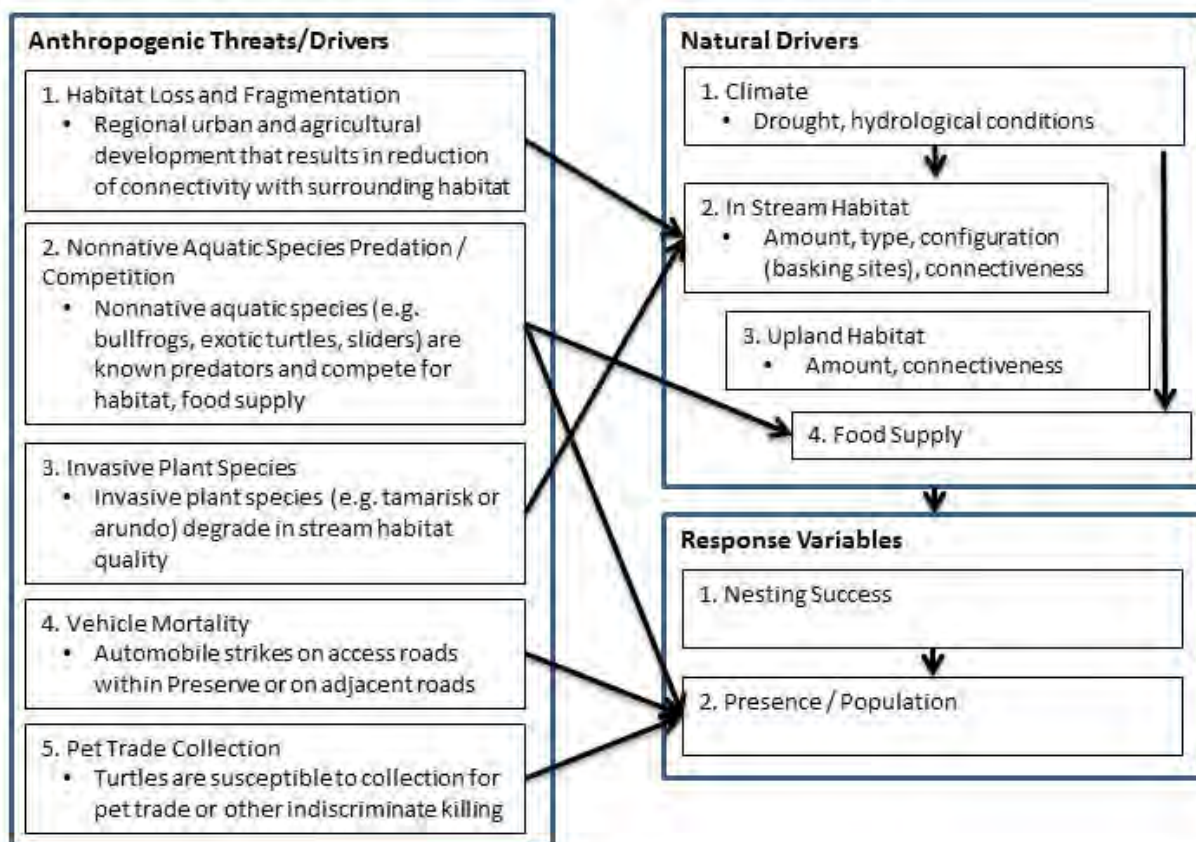 Anthropogenic Threats/Drivers
1. Habitat Loss and Fragmentation
• Regional urban and agricultural
development that results in reduction
of connectivity with surrounding habitat
2. Nonnative Aquatic Species Predation /
Competition
• Nonnative aquatic species (e.g.
bullfrogs, exotic turtles, sliders) are
known predators and compete for
habitat, food supply
3. Invasive Plant Species
• Invasive plant species (e.g. tamarisk or
arundo) degrade in stream habitat
quality
4. Vehicle Mortality
• Automobile strikes on access roads
within Preserve or on adjacent roads
5. Pet Trade Collection
• Turtles are susceptible to collection for
pet trade or other indiscriminate killing
Natural Drivers
1. Climate
• Drought, hydrological conditions
2. In Stream Habitat
• Amount, type, configuration
(basking sites), connectiveness
3. Upland Habitat
• Amount, connectiveness
4. Food Supply
Response Variables
1. Nesting Success
2. Presence / Population